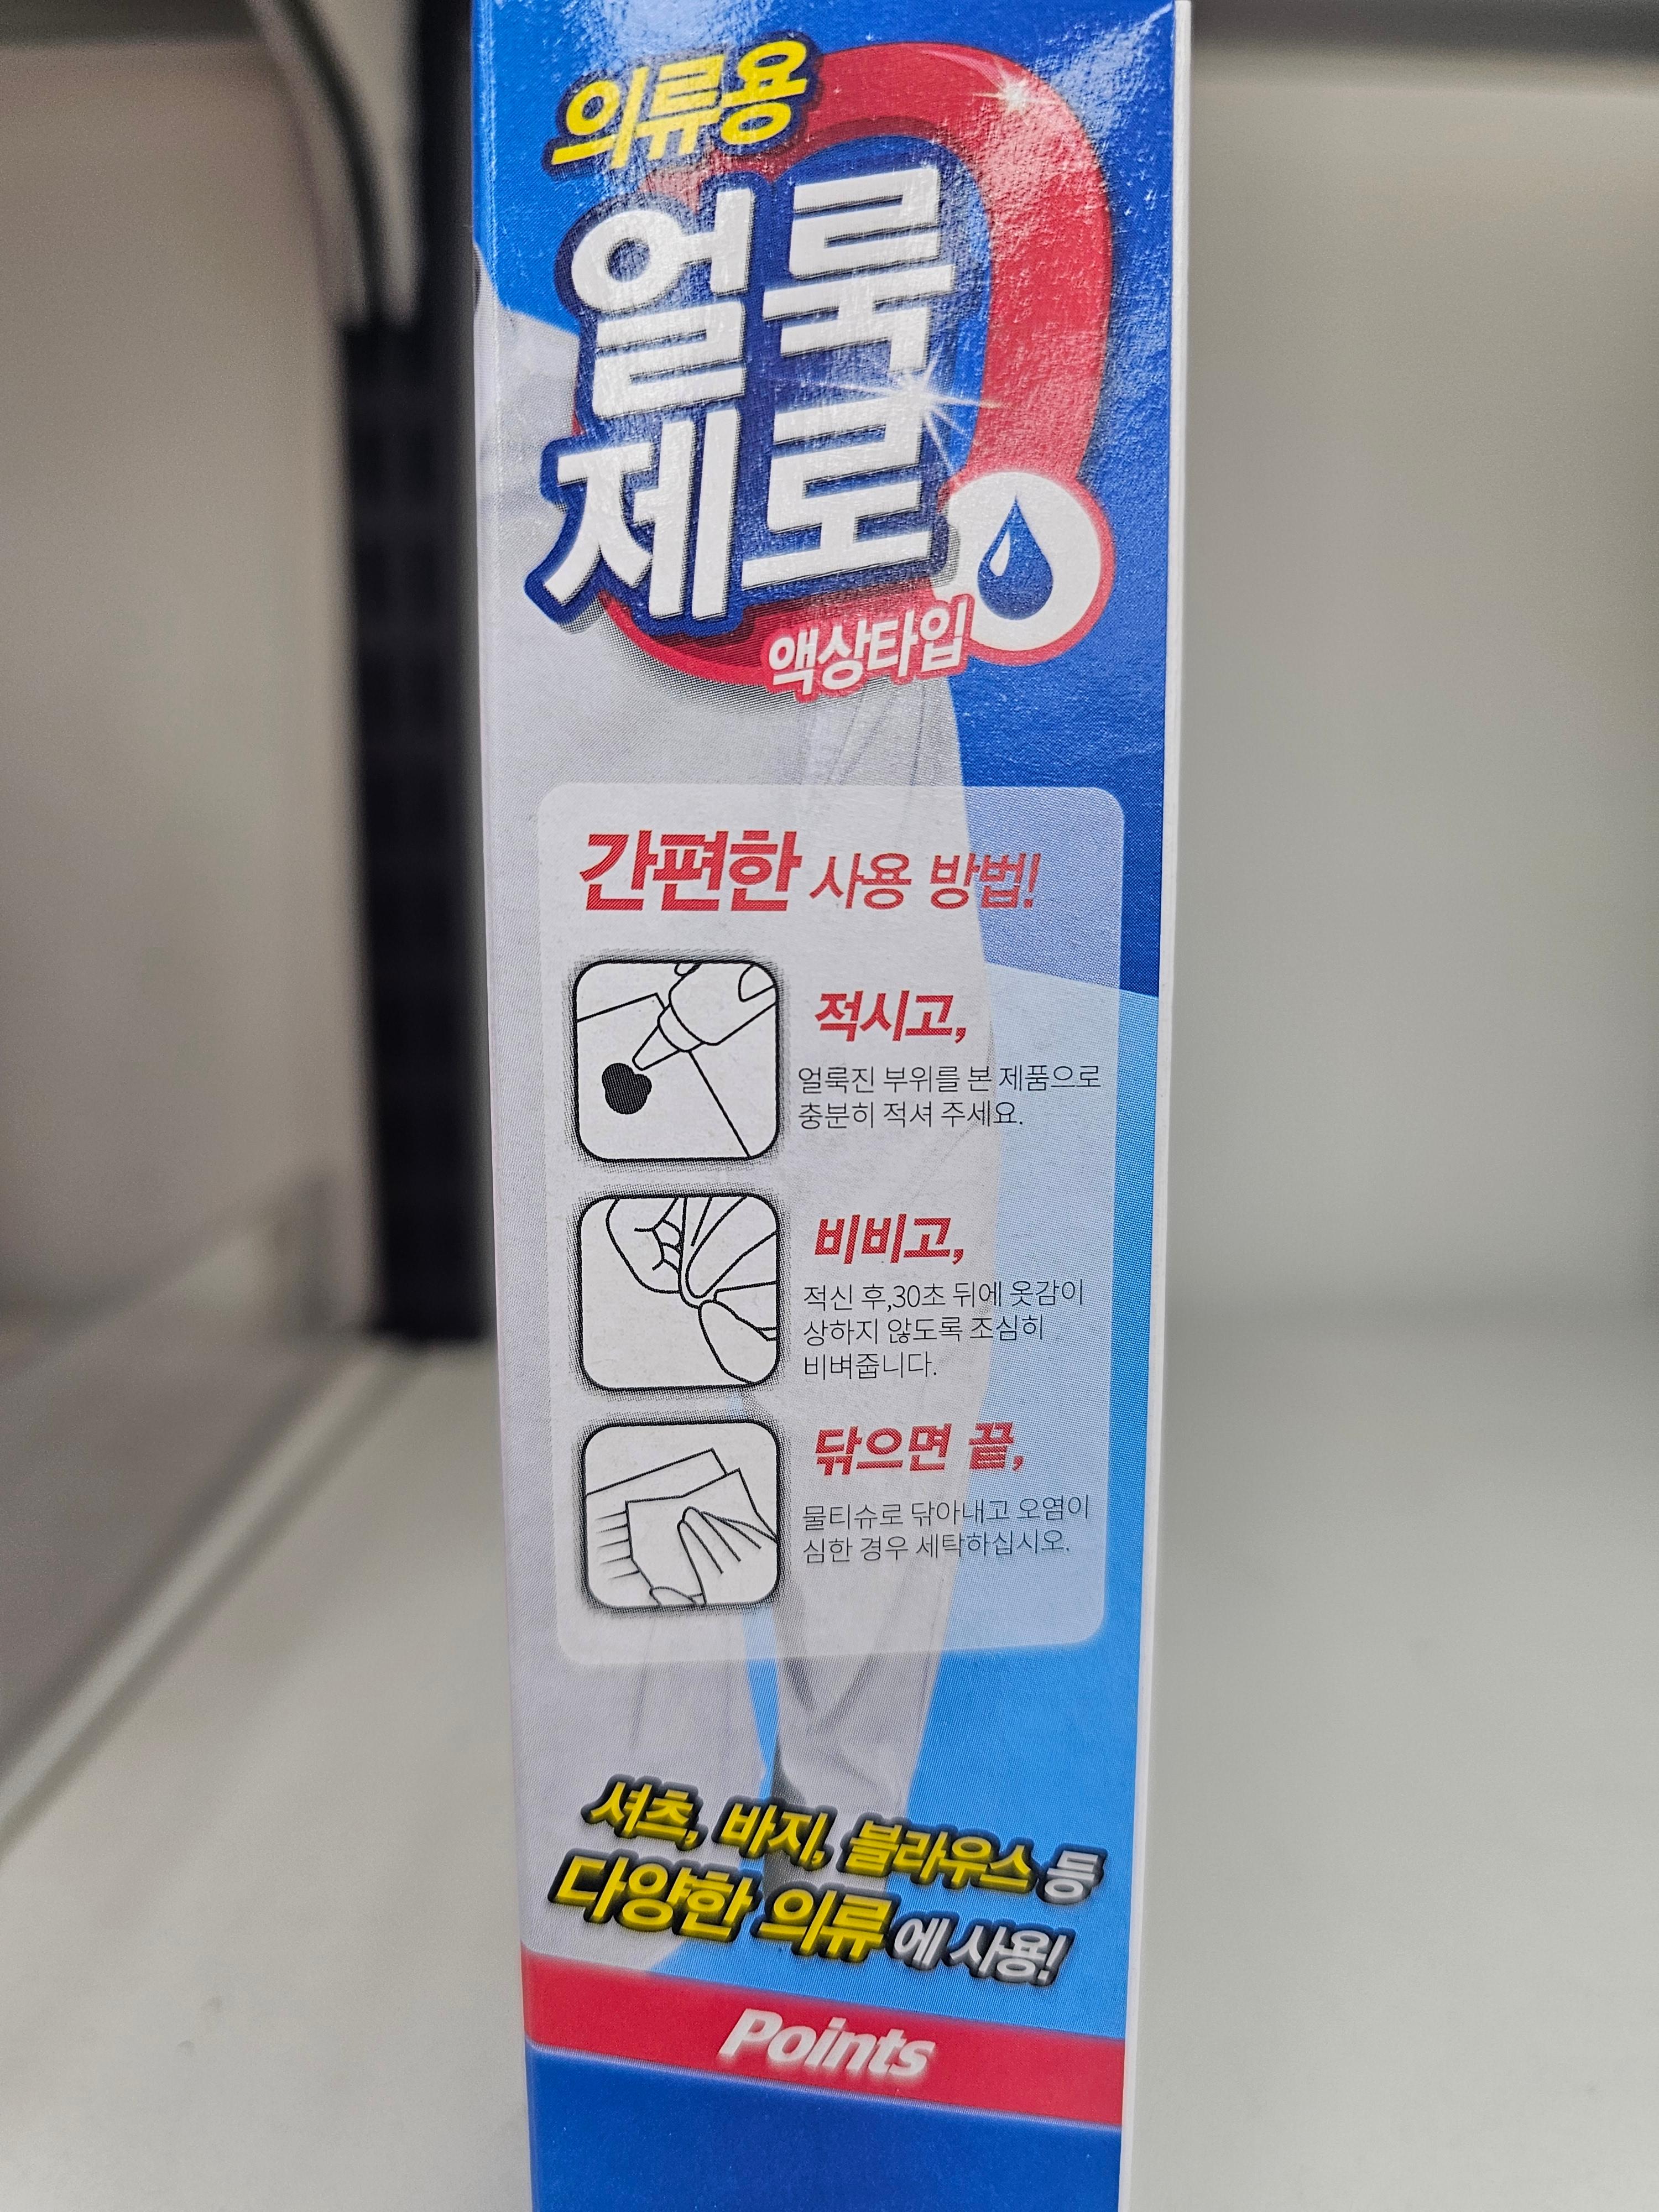 의류용
얼룩
제로
액상타입
간편한 사용 방법!
적시고,
얼룩진 부위를 본 제품으로
충분히 적셔 주세요.
비비고,
적신 후,30초 뒤에 옷감이
상하지 않도록 조심히
비벼줍니다.
닦으면 끝,
물티슈로 닦아내고 오염이
심한 경우 세탁하십시오.
셔츠, 바지, 블라우스 등
다양한 의류에 사용!
Points